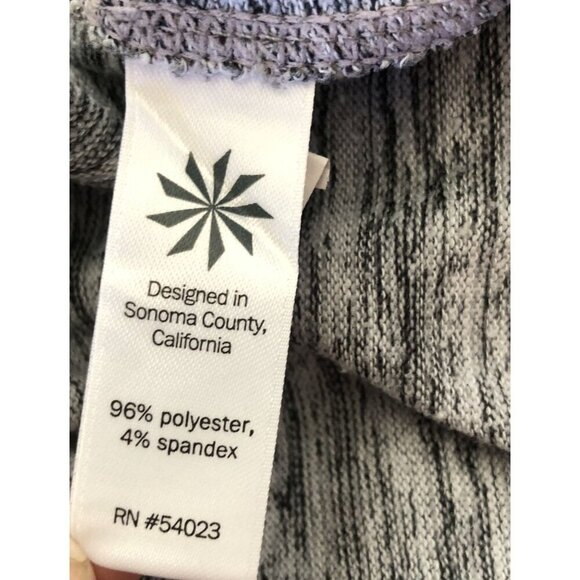 Designed in
Sonoma County,
California
96% polyester,
4% spandex
RN #54023